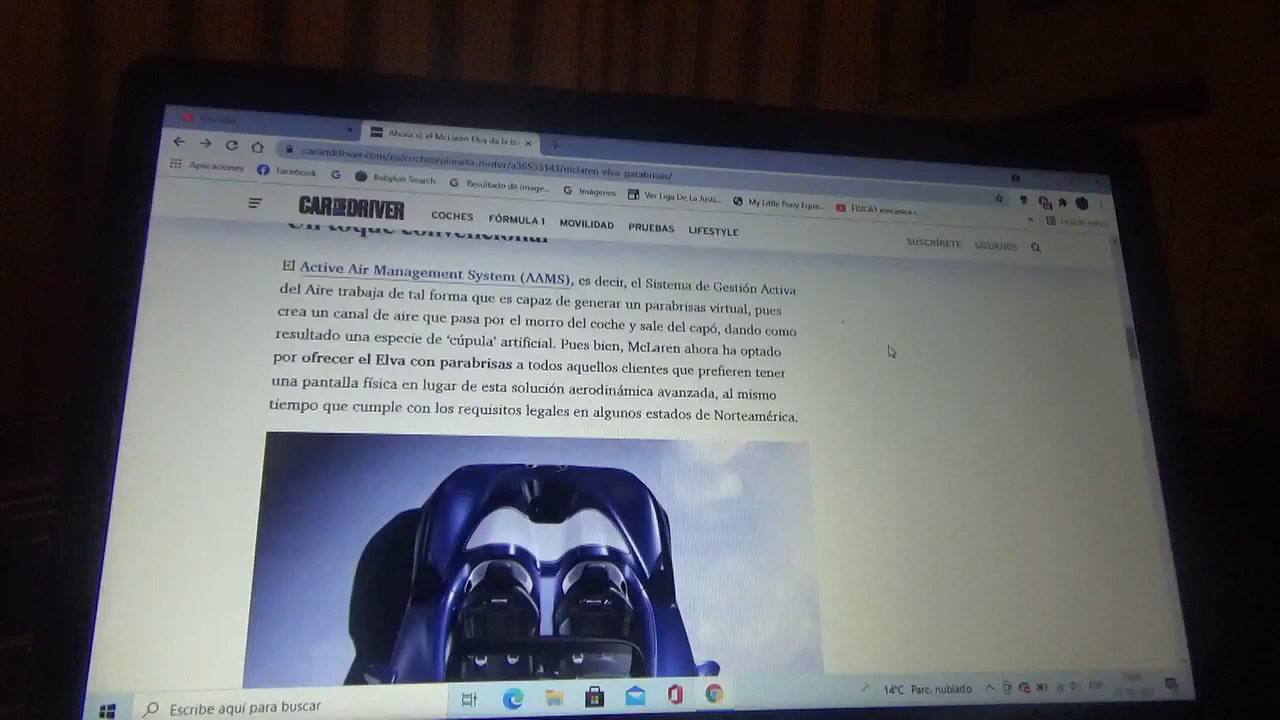 Ahora sí, el McLaren Elva da la b
caranddriver.com/es/coches/planeta-motor/a36553143/mclaren-elva-parabrisas/
Aplicaciones Facebook Babylon Search Resultado de image... Imágenes Ver Liga De La Justi... My Little Pony Eques...
CAR AND DRIVER COCHES FÓRMULA 1 MOVILIDAD PRUEBAS LIFESTYLE SUSCRÍBETE SÍGUENOS
Un toque convencional
El Active Air Management System (AAMS), es decir, el Sistema de Gestión Activa
del Aire trabaja de tal forma que es capaz de generar un parabrisas virtual, pues
crea un canal de aire que pasa por el morro del coche y sale del capó, dando como
resultado una especie de ‘cúpula’ artificial. Pues bien, McLaren ahora ha optado
por ofrecer el Elva con parabrisas a todos aquellos clientes que prefieren tener
una pantalla física en lugar de esta solución aerodinámica avanzada, al mismo
tiempo que cumple con los requisitos legales en algunos estados de Norteamérica.
Escribe aquí para buscar 14°C Parc. nublado